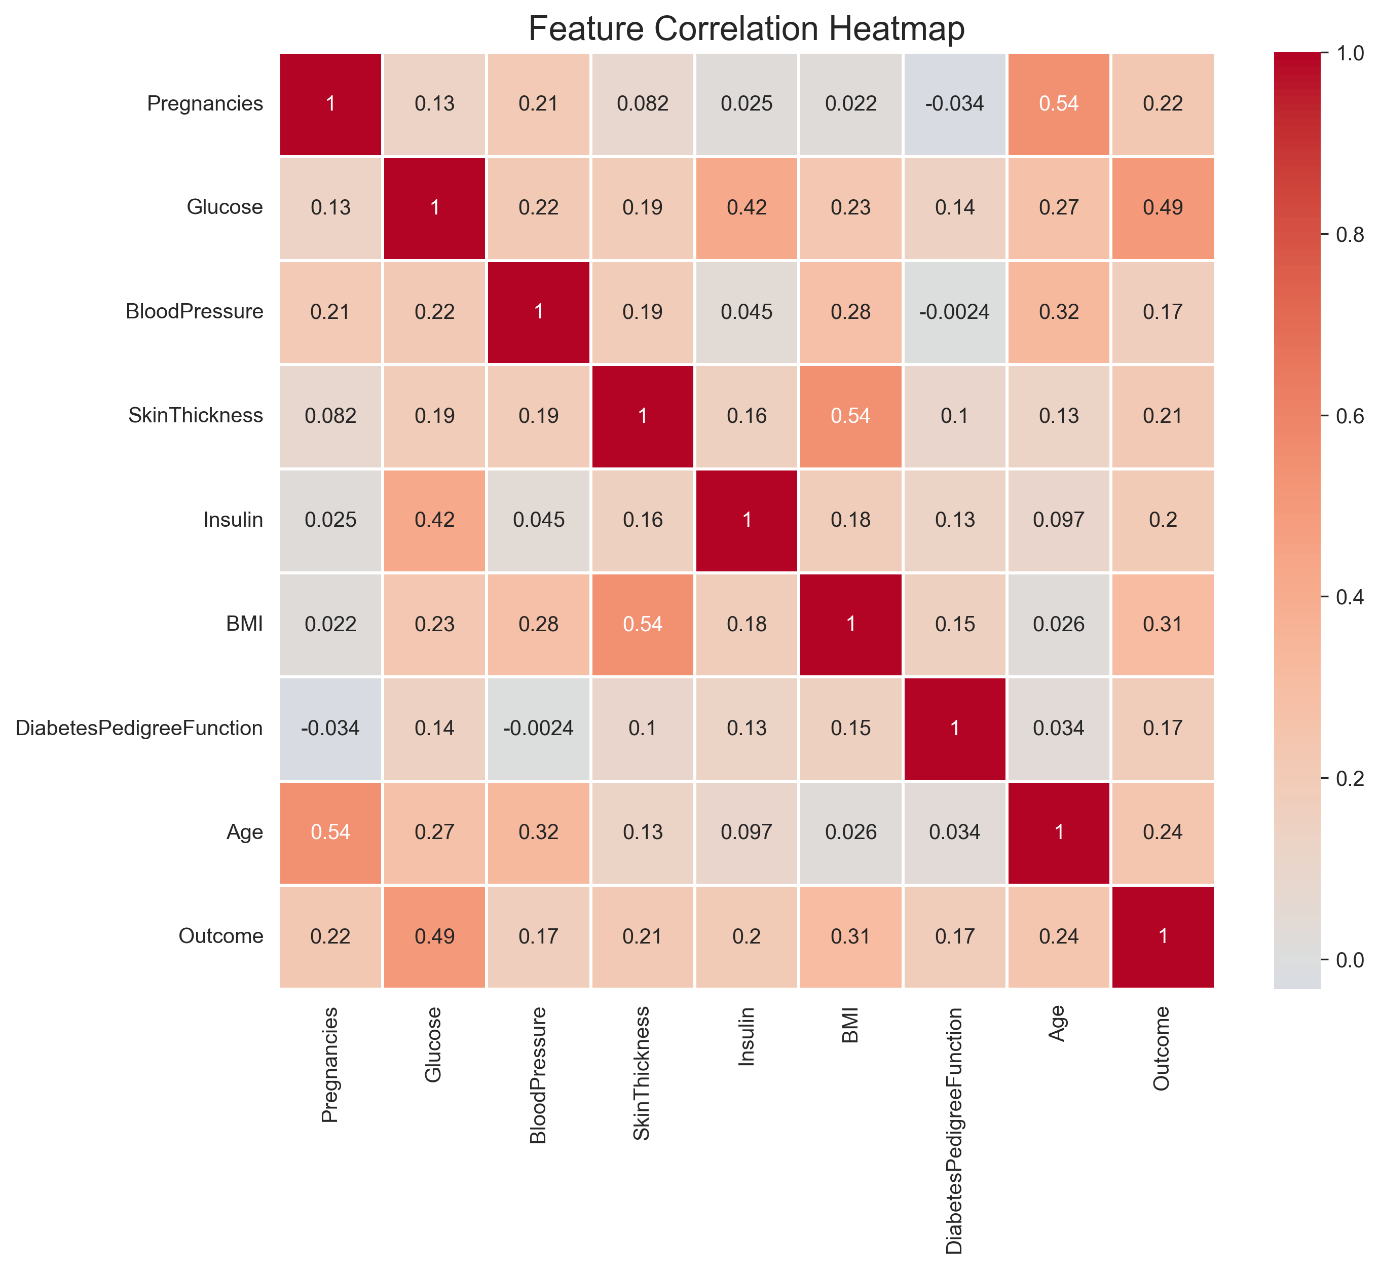 Feature Correlation Heatmap
Pregnancies 1 0.13 0.21 0.082 0.025 0.022 -0.034 0.54 0.22
Glucose 0.13 1 0.22 0.19 0.42 0.23 0.14 0.27 0.49
BloodPressure 0.21 0.22 1 0.19 0.045 0.28 -0.0024 0.32 0.17
SkinThickness 0.082 0.19 0.19 1 0.16 0.54 0.1 0.13 0.21
Insulin 0.025 0.42 0.045 0.16 1 0.18 0.13 0.097 0.2
BMI 0.022 0.23 0.28 0.54 0.18 1 0.15 0.026 0.31
DiabetesPedigreeFunction -0.034 0.14 -0.0024 0.1 0.13 0.15 1 0.034 0.17
Age 0.54 0.27 0.32 0.13 0.097 0.026 0.034 1 0.24
Outcome 0.22 0.49 0.17 0.21 0.2 0.31 0.17 0.24 1
Pregnancies
Glucose
BloodPressure
SkinThickness
Insulin
BMI
DiabetesPedigreeFunction
Age
Outcome
1.0
0.8
0.6
0.4
0.2
0.0